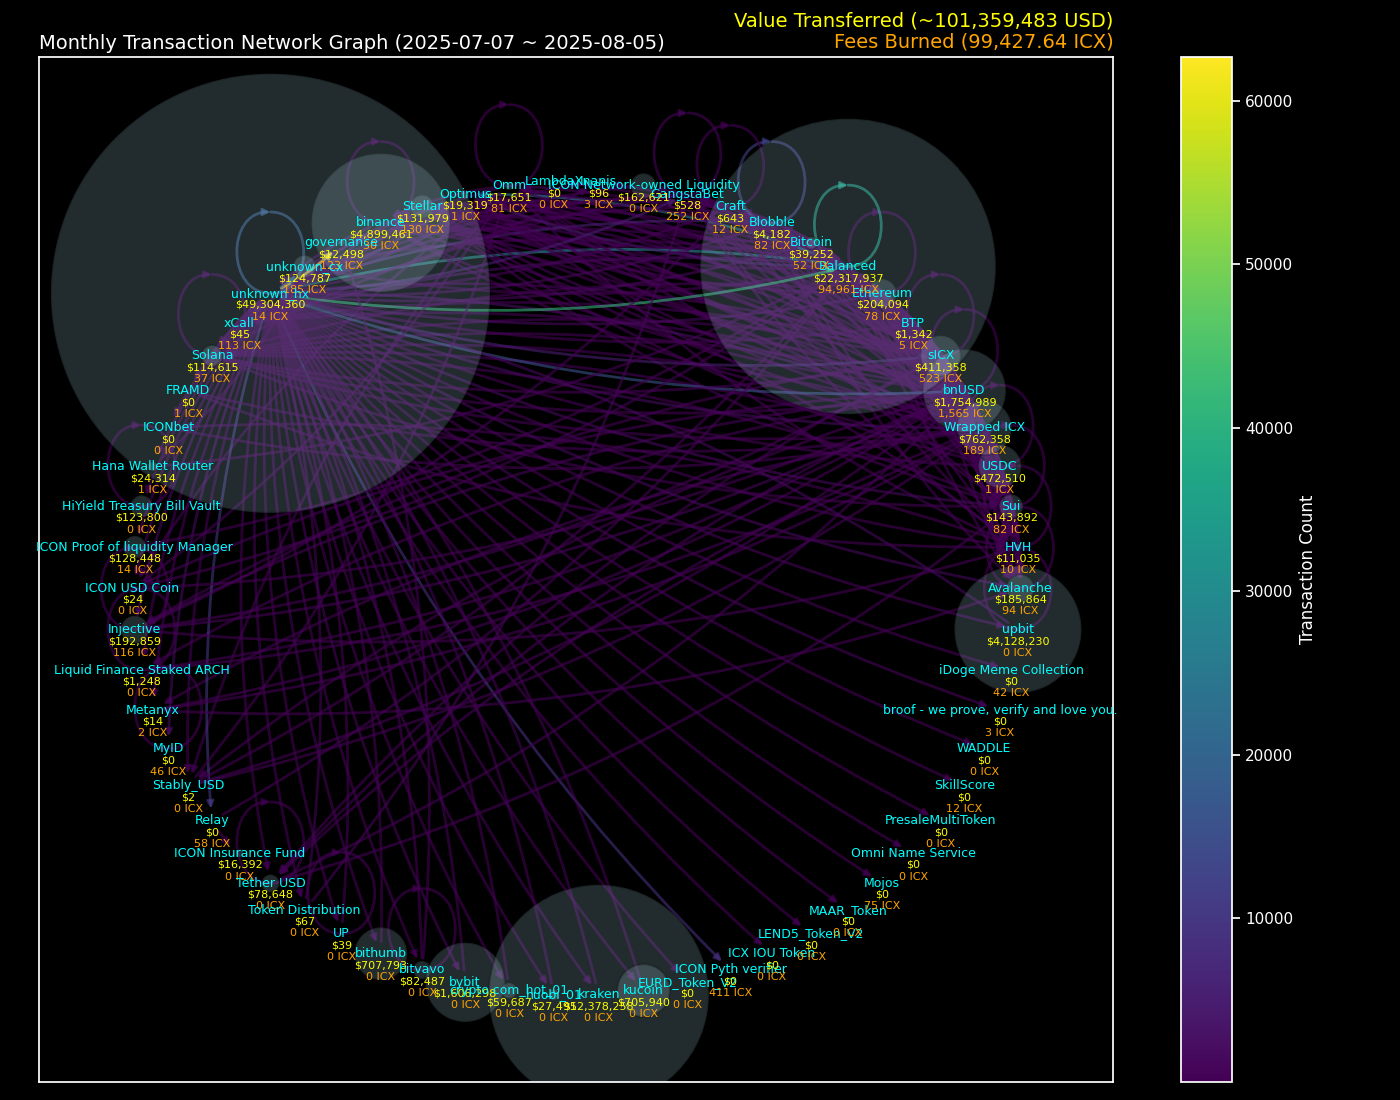 Value Transferred (~101,359,483 USD)
Monthly Transaction Network Graph (2025-07-07 ~ 2025-08-05)
Fees Burned (99,427.64 ICX)
LambdaX
$0
0 ICX
Inanis
$96
3 ICX
Omm
$17,651
81 ICX
ICON Network-owned Liquidity
$162,621
0 ICX
Optimus
$19,319
1 ICX
GangstaBet
$528
252 ICX
Stellar
$131,979
130 ICX
Craft
$643
12 ICX
binance
$4,899,461
Blobble
$4,182
82 ICX
governance
$12,498
123 ICX
Bitcoin
$39,252
52 ICX
unknown_cx
$124,787
185 ICX
Balanced
$22,317,937
94,961 ICX
unknown_hx
$49,304,360
14 ICX
Ethereum
$204,094
78 ICX
xCall
$45
113 ICX
BTP
$1,342
5 ICX
Solana
$114,615
37 ICX
sICX
$411,358
523 ICX
FRAMD
$0
1 ICX
bnUSD
$1,754,989
1,565 ICX
ICONbet
$0
0 ICX
Wrapped ICX
$762,358
189 ICX
Hana Wallet Router
$24,314
1 ICX
USDC
$472,510
1 ICX
HiYield Treasury Bill Vault
$123,800
0 ICX
Sui
$143,892
82 ICX
ICON Proof of liquidity Manager
$128,448
14 ICX
HVH
$11,035
10 ICX
ICON USD Coin
$24
0 ICX
Avalanche
$185,864
94 ICX
Injective
$192,859
116 ICX
upbit
$4,128,230
0 ICX
Liquid Finance Staked ARCH
$1,248
0 ICX
iDoge Meme Collection
$0
42 ICX
Metanyx
$14
2 ICX
broof - we prove, verify and love you.
$0
3 ICX
MyID
$0
46 ICX
WADDLE
$0
0 ICX
Stably_USD
$2
0 ICX
SkillScore
$0
12 ICX
Relay
$0
58 ICX
PresaleMultiToken
$0
0 ICX
ICON Insurance Fund
$16,392
0 ICX
Omni Name Service
$0
0 ICX
Tether USD
$78,648
0 ICX
Mojos
$0
75 ICX
Token Distribution
$67
0 ICX
MAAR_Token
$0
0 ICX
UP
$39
0 ICX
LEND5_Token_V2
$0
0 ICX
bithumb
$707,793
0 ICX
ICX IOU Token
$0
0 ICX
bitvavo
$82,487
0 ICX
ICON Pyth verifier
$0
411 ICX
bybit
$1,606,298
0 ICX
EURD_Token_V2
$0
0 ICX
crypto.com_hot_01
$59,687
0 ICX
huobi_01
0 ICX
kraken
$12,378,256
0 ICX
kucoin
$705,940
0 ICX
60000
50000
40000
30000
20000
10000
Transaction Count